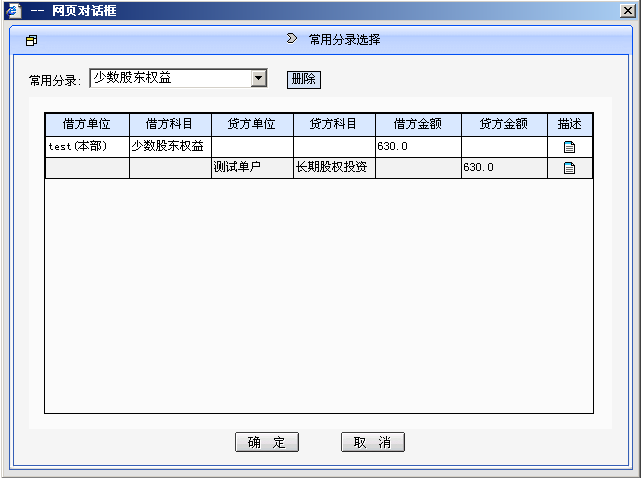 -- 网页对话框
常用分录选择
常用分录: 少数股东权益 删除
借方单位 借方科目 贷方单位 贷方科目 借方金额 贷方金额 描述
test(本部) 少数股东权益 630.0
测试单户 长期股权投资 630.0
确 定 取 消